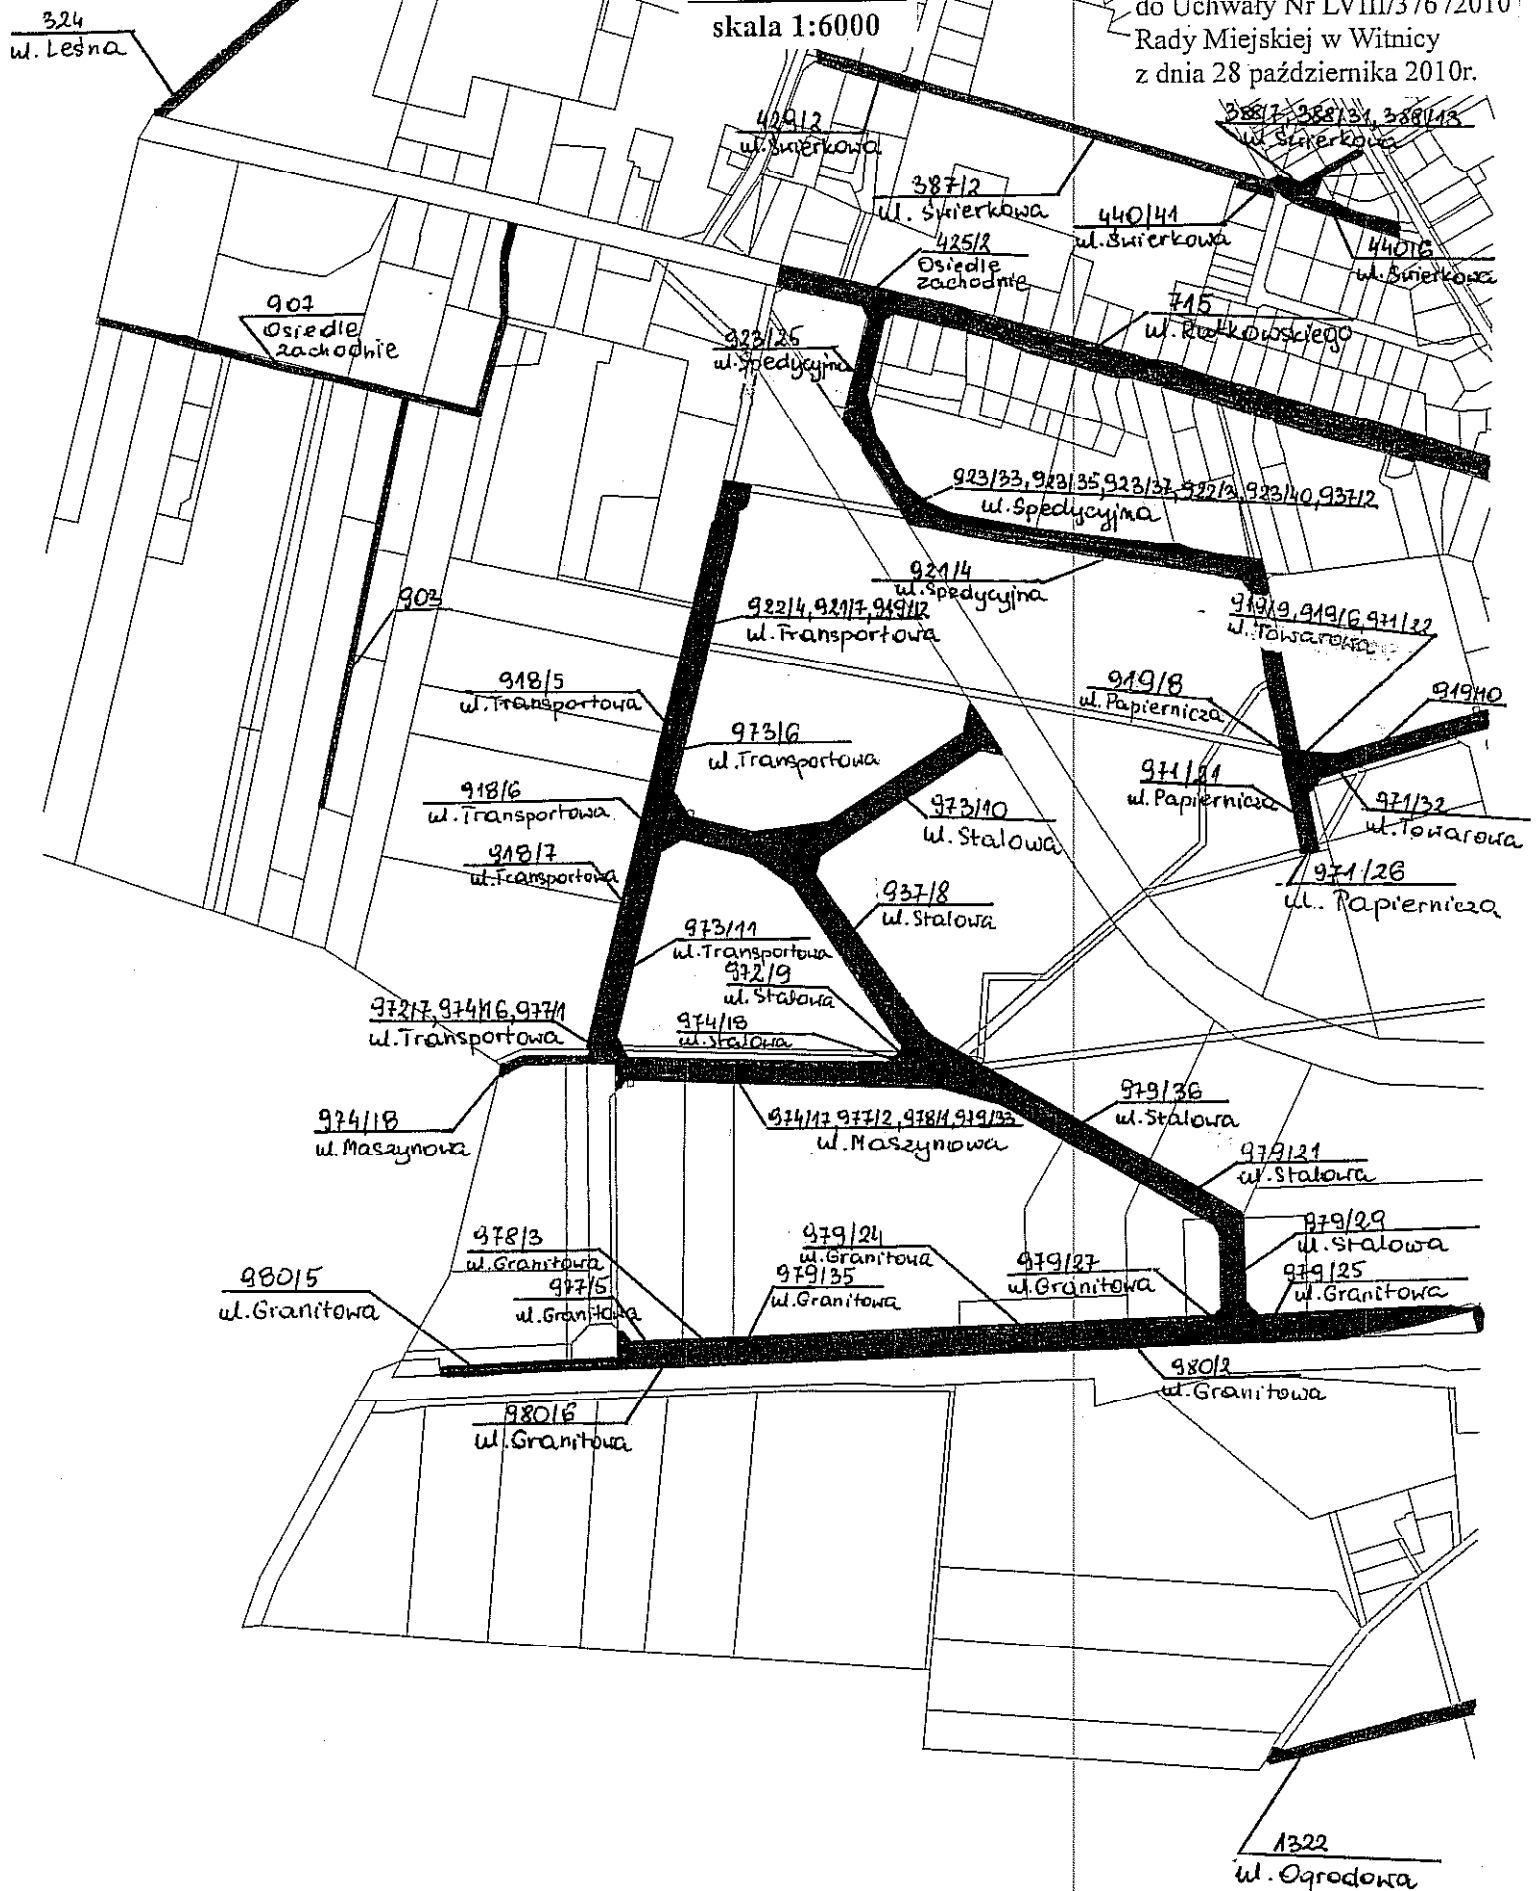 do Uchwały Nr LVIII/376/2010
skala 1:6000
Rady Miejskiej w Witnicy
z dnia 28 października 2010r.
324
ul. Leśna
429/2
ul. Świerkowa
388/7, 388/31, 388/13
ul. Świerkowa
387/2
ul. Świerkowa
440/41
ul. Świerkowa
440/6
ul. Świerkowa
425/2
Osiedle
zachodnie
907
Osiedle
zachodnie
715
ul. Rutkowskiego
923/25
ul. Spedycyjna
923/33, 923/35, 923/37, 922/3, 923/40, 937/2
ul. Spedycyjna
921/4
ul. Spedycyjna
903
922/4, 921/7, 919/12
ul. Transportowa
919/9, 919/6, 971/22
ul. Towarowa
918/5
ul. Transportowa
919/8
ul. Papiernicza
919/10
973/6
ul. Transportowa
918/6
ul. Transportowa
971/21
ul. Papiernicza
973/10
ul. Stalowa
971/32
ul. Towarowa
918/7
ul. Transportowa
971/26
ul. Papiernicza
937/8
ul. Stalowa
973/11
ul. Transportowa
972/9
ul. Stalowa
972/7, 974/16, 977/1
ul. Transportowa
974/18
ul. Stalowa
974/18
ul. Maszynowa
974/17, 977/2, 978/1, 979/33
ul. Maszynowa
979/36
ul. Stalowa
979/21
ul. Stalowa
978/3
ul. Granitowa
979/24
ul. Granitowa
979/29
ul. Stalowa
980/5
ul. Granitowa
977/5
ul. Granitowa
979/35
ul. Granitowa
979/27
ul. Granitowa
979/25
ul. Granitowa
980/2
ul. Granitowa
980/6
ul. Granitowa
1322
ul. Ogrodowa